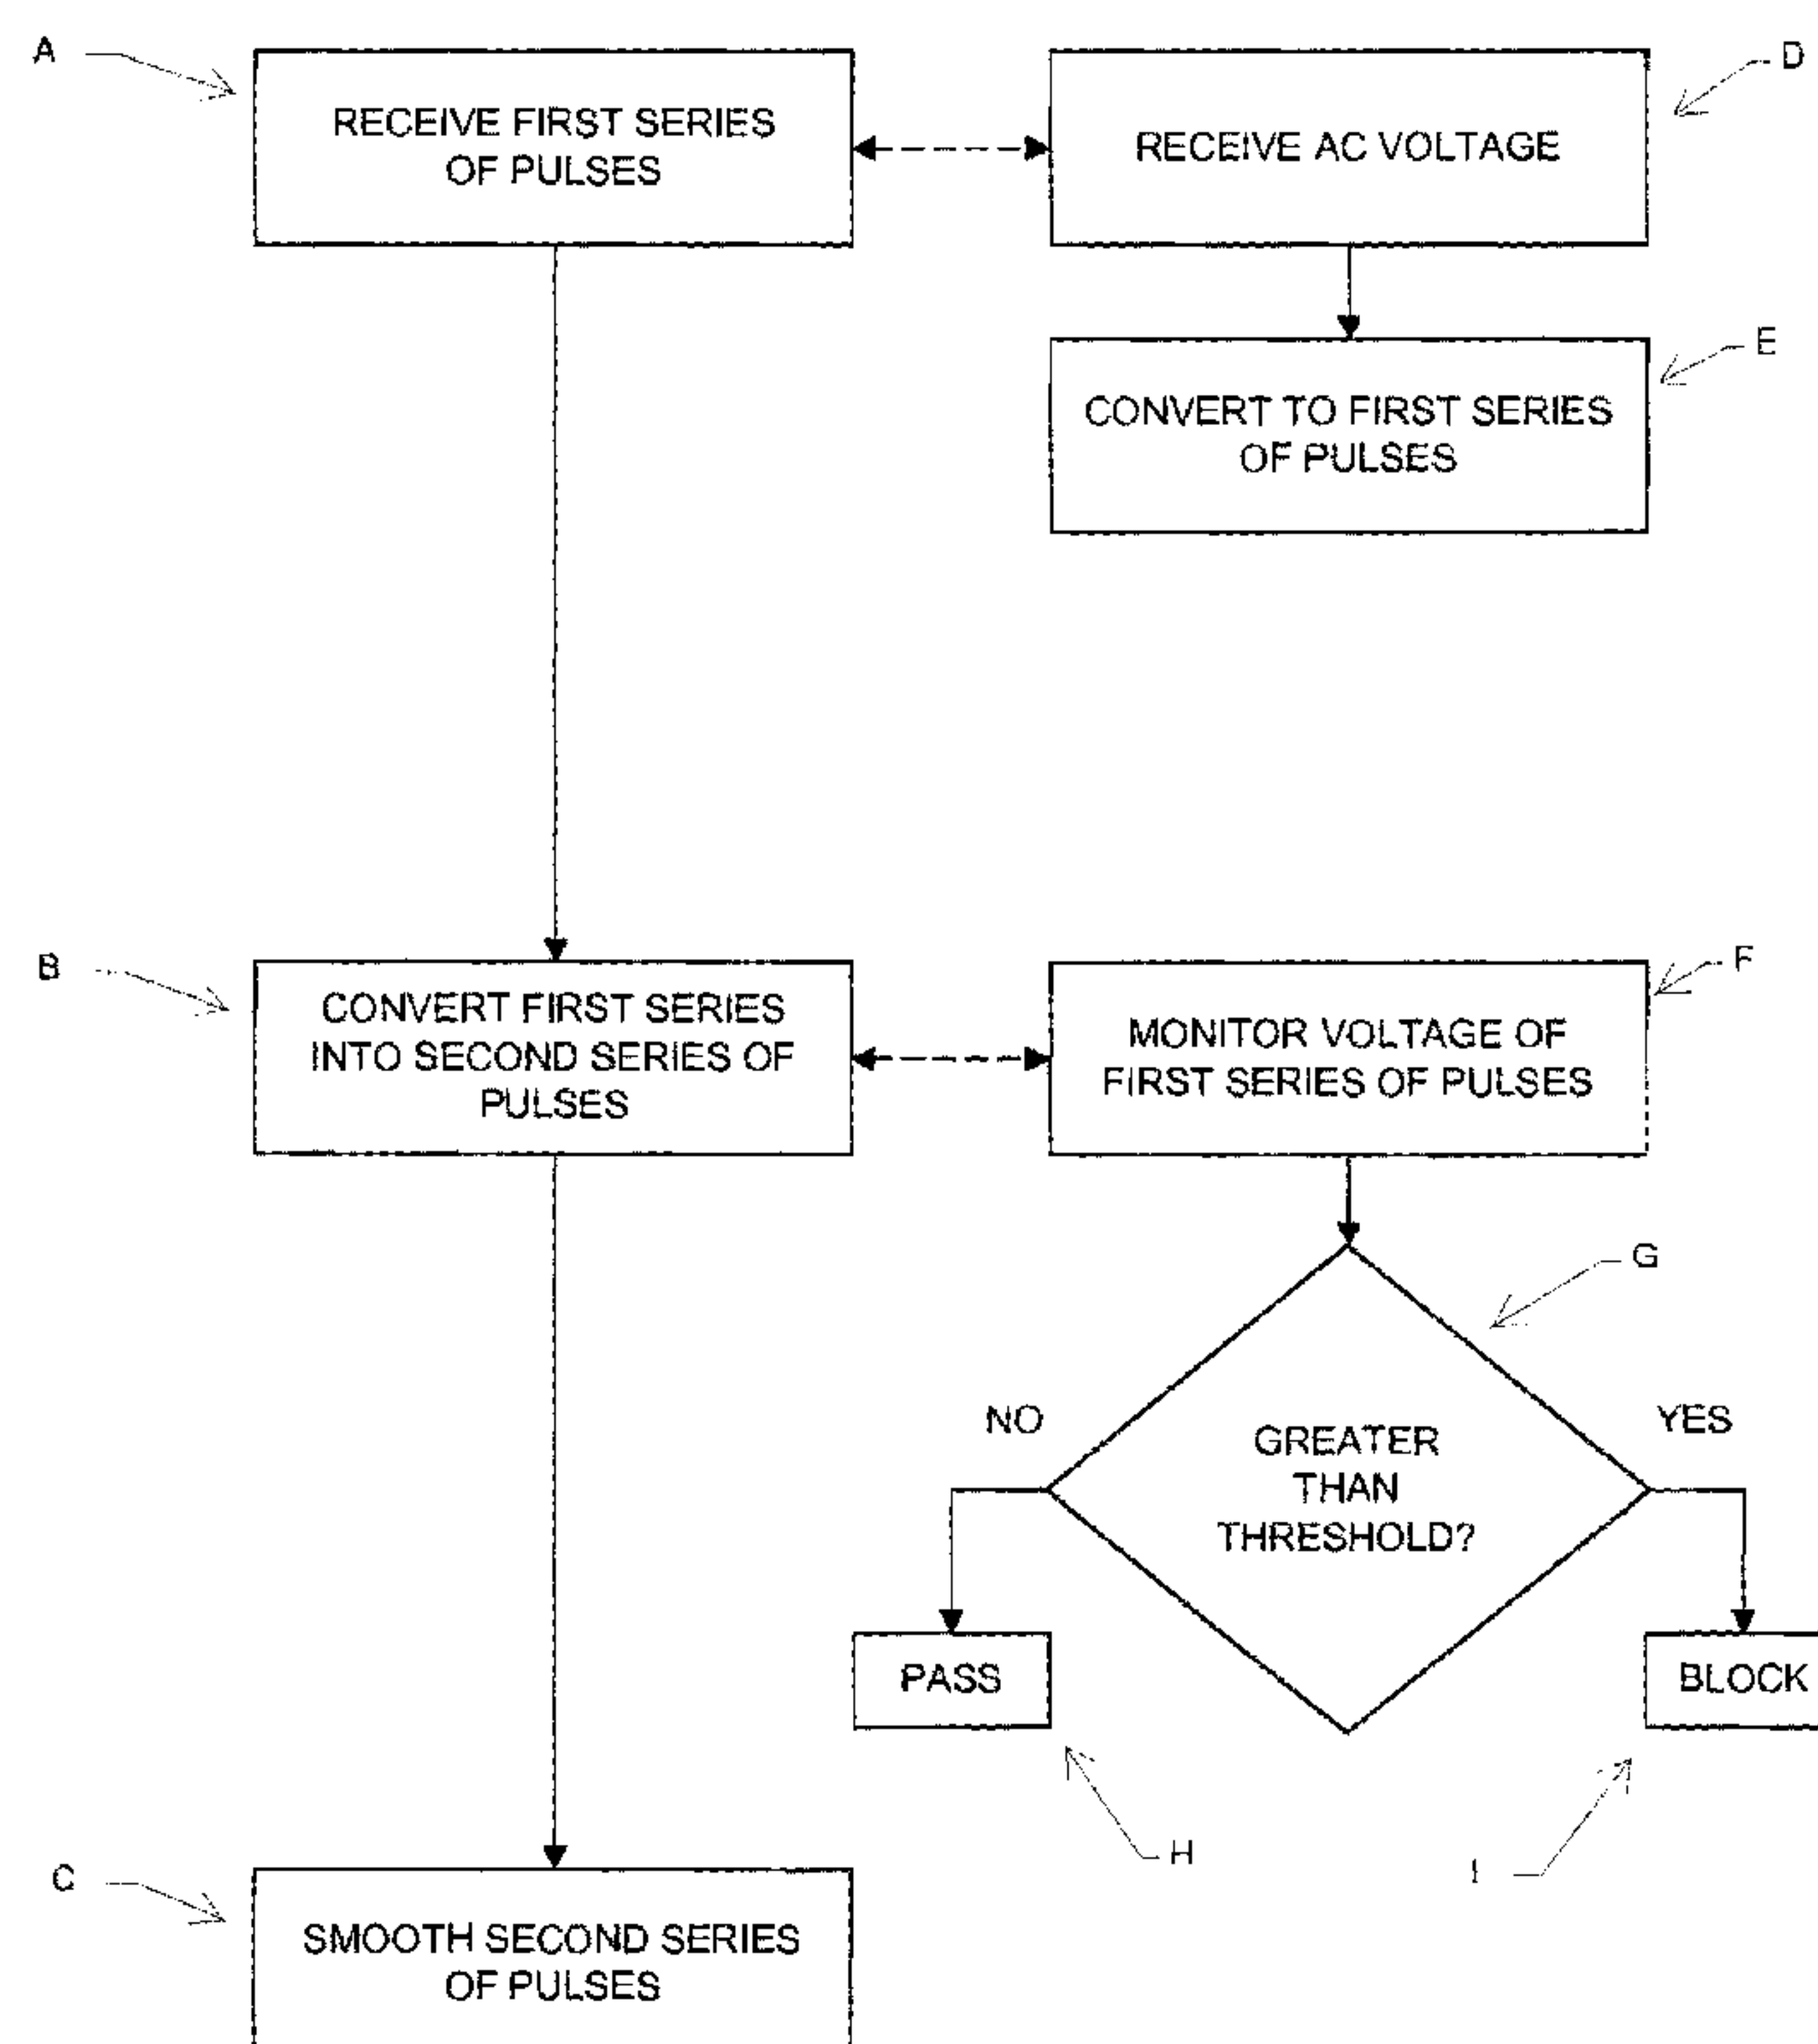 A
RECEIVE FIRST SERIES
OF PULSES
RECEIVE AC VOLTAGE
D
CONVERT TO FIRST SERIES
OF PULSES
E
B
CONVERT FIRST SERIES
INTO SECOND SERIES OF
PULSES
MONITOR VOLTAGE OF
FIRST SERIES OF PULSES
F
G
NO
GREATER
THAN
THRESHOLD?
YES
PASS
BLOCK
H
I
C
SMOOTH SECOND SERIES
OF PULSES